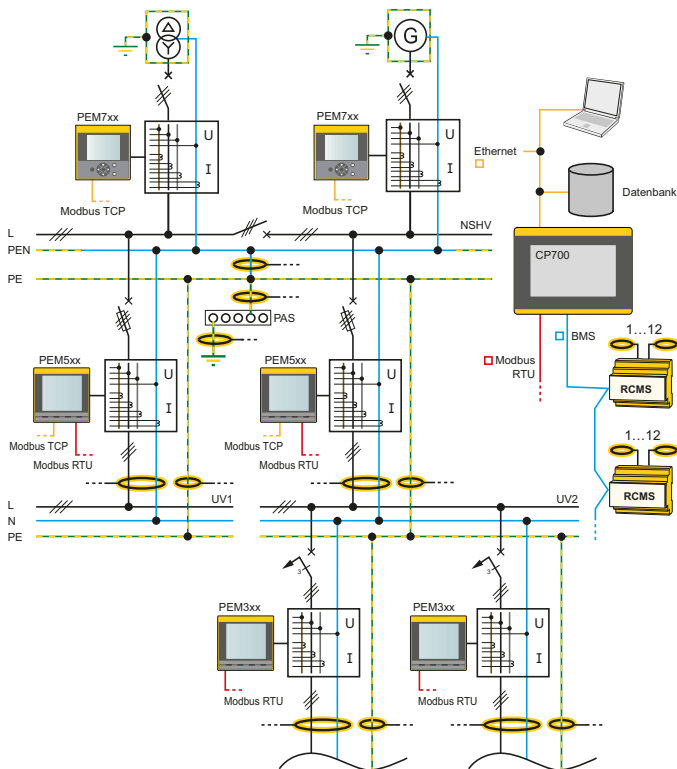 G
PEM7xx
U
I
Modbus TCP
PEM7xx
U
I
Modbus TCP
Ethernet
Datenbank
L
NSHV
PEN
CP700
PE
PAS
BMS
1...12
Modbus
RTU
RCMS
PEM5xx
U
I
Modbus TCP
Modbus RTU
PEM5xx
U
I
Modbus TCP
Modbus RTU
1...12
RCMS
L
UV1
UV2
N
PE
3
3
PEM3xx
U
I
Modbus RTU
PEM3xx
U
I
Modbus RTU